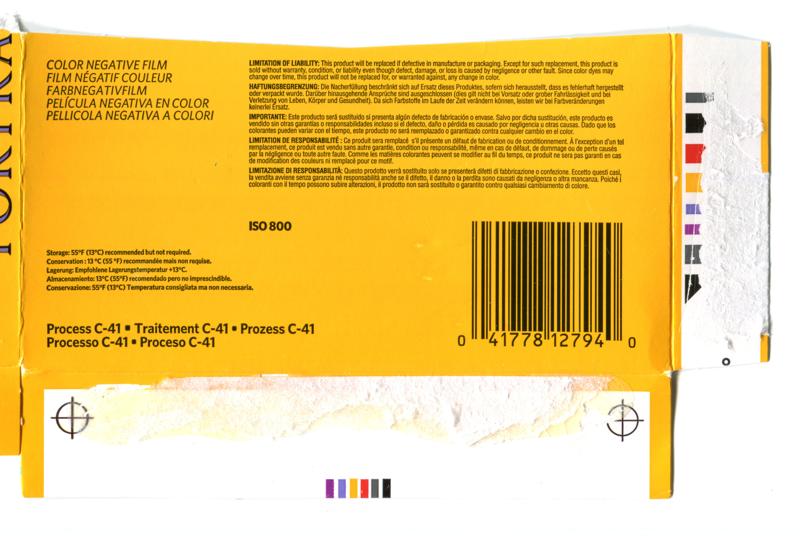 PORTRA
COLOR NEGATIVE FILM
FILM NÉGATIF COULEUR
FARBNEGATIVFILM
PELÍCULA NEGATIVA EN COLOR
PELLICOLA NEGATIVA A COLORI
LIMITATION OF LIABILITY: This product will be replaced if defective in manufacture or packaging. Except for such replacement, this product is
sold without warranty, condition, or liability even though defect, damage, or loss is caused by negligence or other fault. Since color dyes may
change over time, this product will not be replaced for, or warranted against, any change in color.
HAFTUNGSBEGRENZUNG: Die Nacherfüllung beschränkt sich auf Ersatz dieses Produktes, sofern sich herausstellt, dass es fehlerhaft hergestellt
oder verpackt wurde. Darüber hinausgehende Ansprüche sind ausgeschlossen (dies gilt nicht bei Vorsatz oder grober Fahrlässigkeit und bei
Verletzung von Leben, Körper und Gesundheit). Da sich Farbstoffe im Laufe der Zeit verändern können, leisten wir bei Farbveränderungen
keinerlei Ersatz.
IMPORTANTE: Este producto será sustituido si presenta algún defecto de fabricación o envase. Salvo por dicha sustitución, este producto es
vendido sin otras garantías o responsabilidades incluso si el defecto, daño o pérdida es causado por negligencia u otras causas. Dado que los
colorantes pueden variar con el tiempo, este producto no será reemplazado o garantizado contra cualquier cambio en el color.
LIMITATION DE RESPONSABILITÉ : Ce produit sera remplacé s'il présente un défaut de fabrication ou de conditionnement. À l'exception d'un tel
remplacement, ce produit est vendu sans autre garantie, condition ou responsabilité, même en cas de défaut, de dommage ou de perte causés
par la négligence ou toute autre faute. Comme les matières colorantes peuvent se modifier au fil du temps, ce produit ne sera pas garanti en cas
de modification des couleurs ni remplacé pour ce motif.
LIMITAZIONE DI RESPONSABILITÀ: Questo prodotto verrà sostituito solo se presenterà difetti di fabbricazione o confezione. Eccetto questi casi,
la vendita avviene senza garanzia né responsabilità anche se il difetto, il danno o la perdita sono causati da negligenza o altra mancanza. Poiché i
coloranti con il tempo possono subire alterazioni, il prodotto non sarà sostituito o garantito contro qualsiasi cambiamento di colore.
ISO 800
Storage: 55°F (13°C) recommended but not required.
Conservation : 13 °C (55 °F) recommandée mais non requise.
Lagerung: Empfohlene Lagerungstemperatur +13°C.
Almacenamiento: 13°C (55°F) recomendado pero no imprescindible.
Conservazione: 55°F (13°C) Temperatura consigliata ma non necessaria.
Process C-41 ▪ Traitement C-41 ▪ Prozess C-41
Processo C-41 ▪ Proceso C-41
0 41778 12794 0